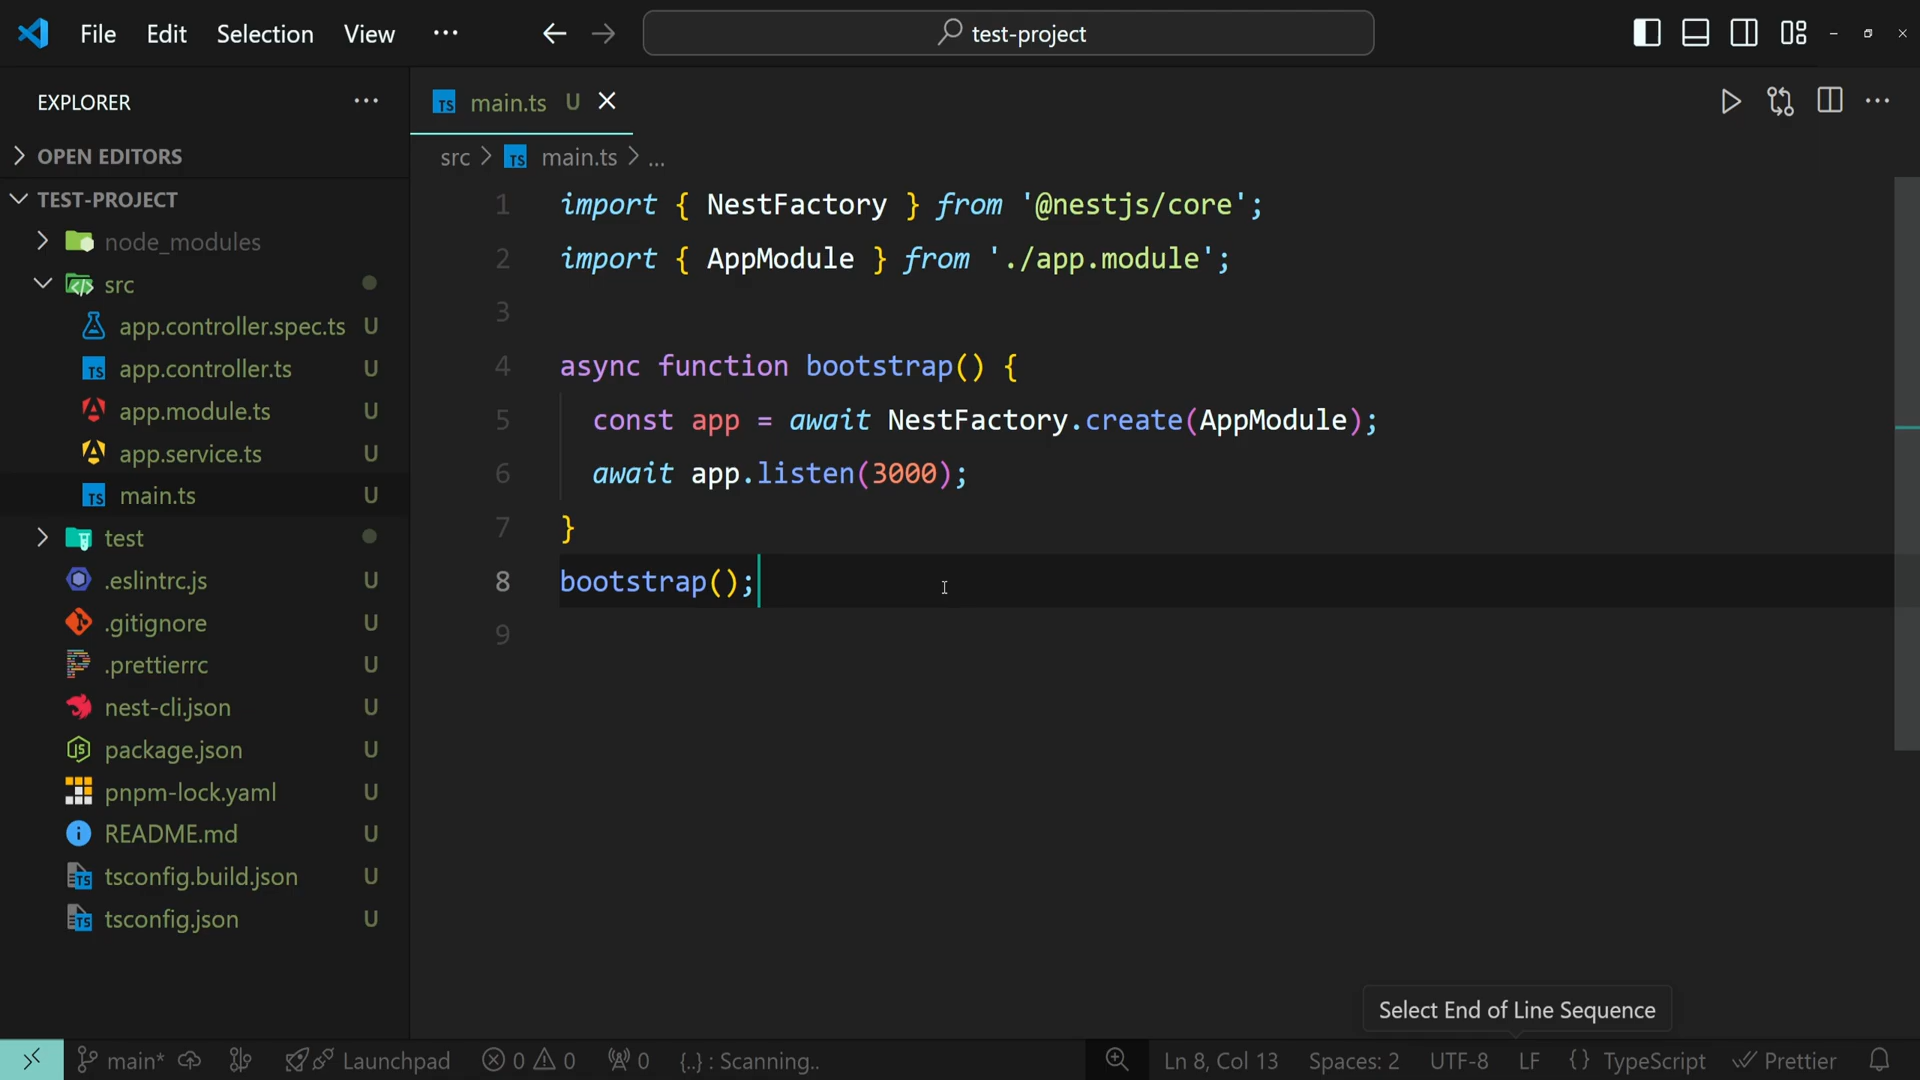 File Edit Selection View ··· test-project
EXPLORER ···
OPEN EDITORS
TEST-PROJECT
node_modules
src
TS app.controller.spec.ts U
TS app.controller.ts U
app.module.ts U
app.service.ts U
TS main.ts U
test
.eslintrc.js U
.gitignore U
.prettierrc U
nest-cli.json U
package.json U
pnpm-lock.yaml U
README.md U
tsconfig.build.json U
tsconfig.json U
TS main.ts U
src > TS main.ts > ...
1 import { NestFactory } from '@nestjs/core';
2 import { AppModule } from './app.module';
3
4 async function bootstrap() {
5 const app = await NestFactory.create(AppModule);
6 await app.listen(3000);
7 }
8 bootstrap();
9
Select End of Line Sequence
main* Launchpad 0 0 0 {..} : Scanning.. Ln 8, Col 13 Spaces: 2 UTF-8 LF {} TypeScript Prettier